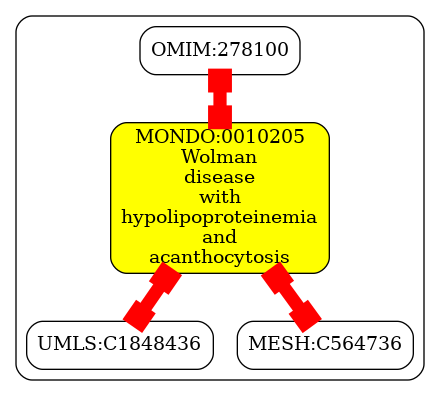 OMIM:278100
MONDO:0010205
Wolman
disease
with
hypolipoproteinemia
and
acanthocytosis
UMLS:C1848436
MESH:C564736